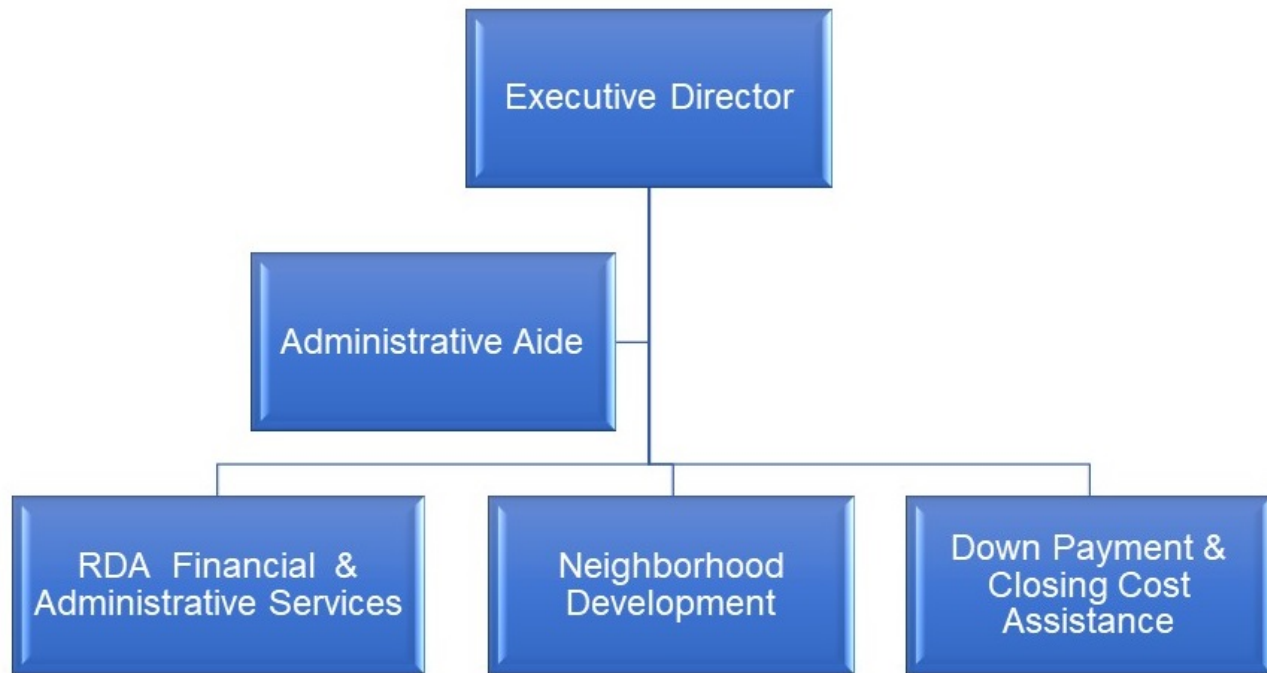 Executive Director
Administrative Aide
RDA Financial &
Administrative Services
Neighborhood
Development
Down Payment &
Closing Cost
Assistance